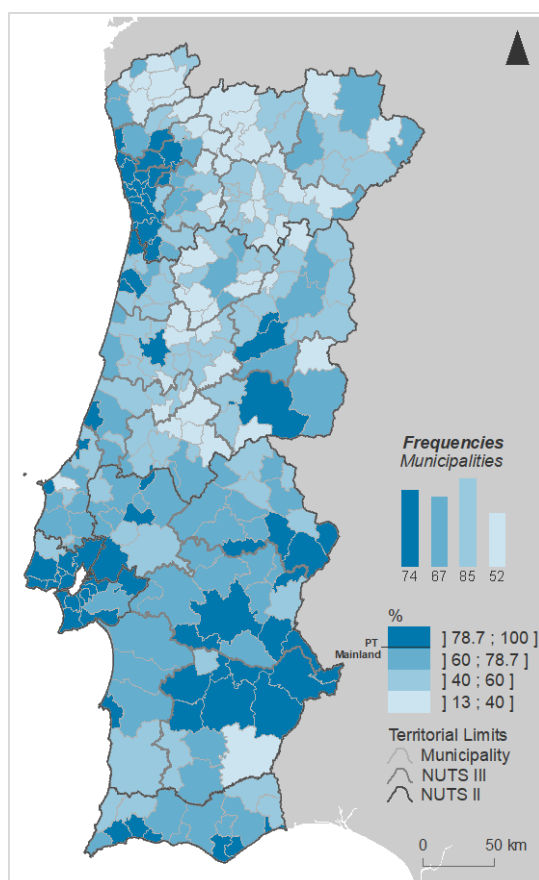 Frequencies
Municipalities
74 67 85 52
%
] 78.7 ; 100 ]
PT
Mainland
] 60 ; 78.7 ]
] 40 ; 60 ]
] 13 ; 40 ]
Territorial Limits
Municipality
NUTS III
NUTS II
0 50 km